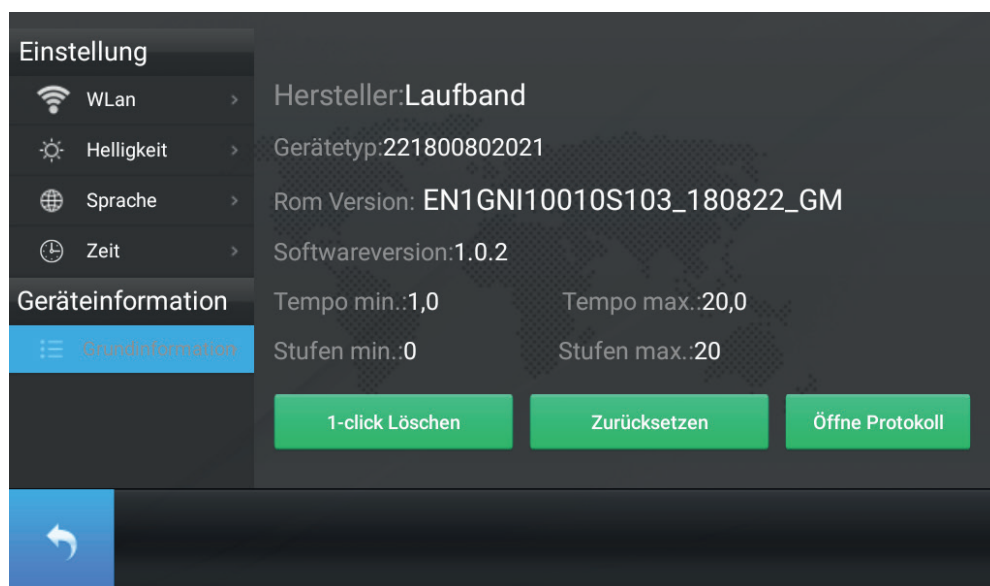 Einstellung
WLan
Helligkeit
Sprache
Zeit
Geräteinformation
Grundinformation
Hersteller:Laufband
Gerätetyp:221800802021
Rom Version: EN1GNI10010S103_180822_GM
Softwareversion:1.0.2
Tempo min.:1,0 Tempo max.:20,0
Stufen min.:0 Stufen max.:20
1-click Löschen Zurücksetzen Öffne Protokoll